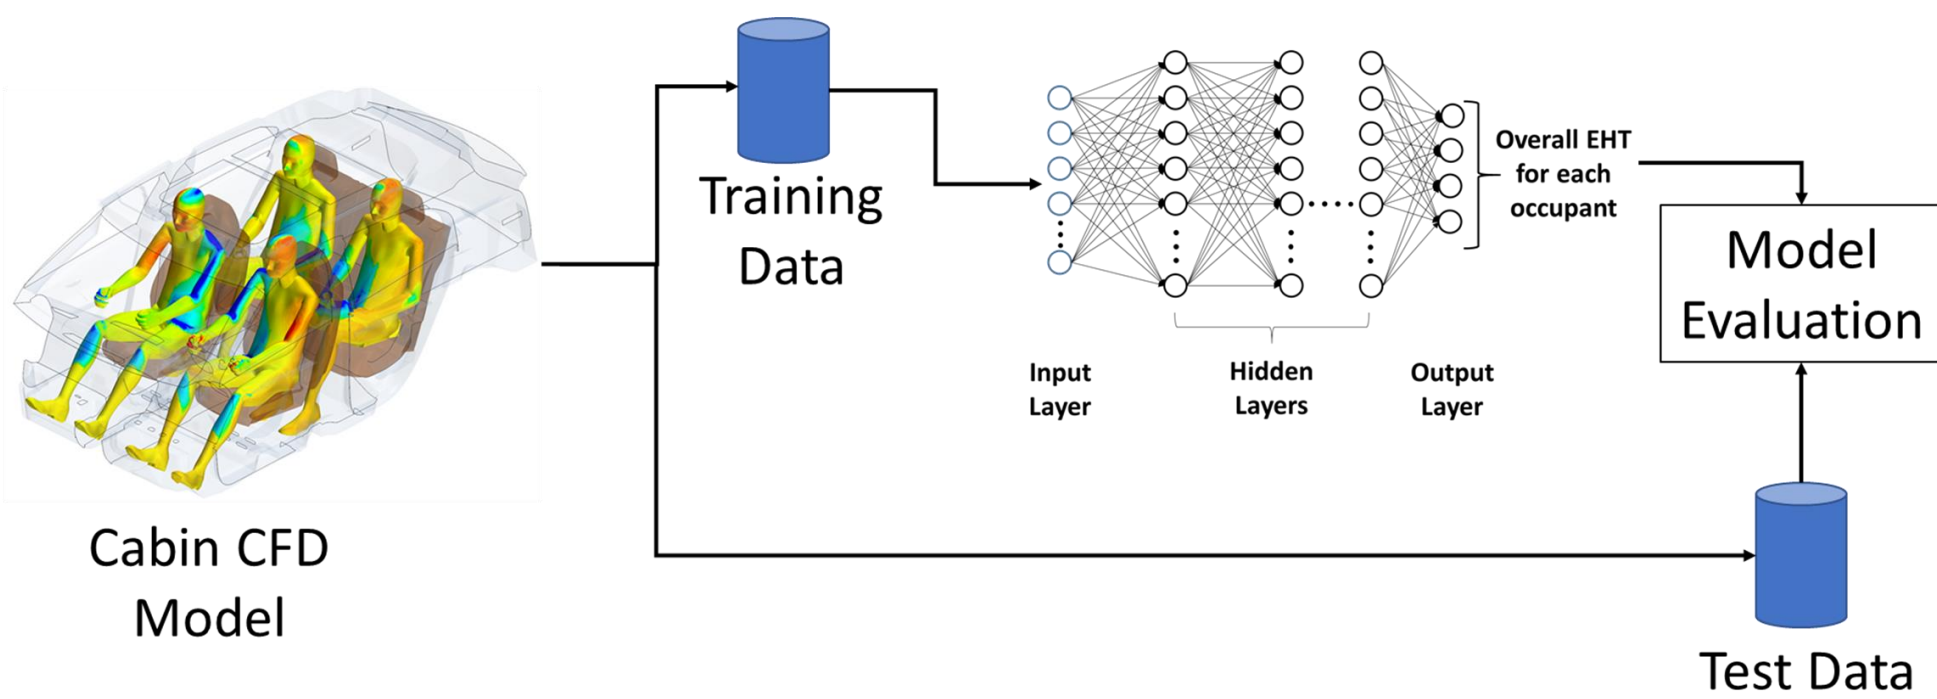 Training
Data
Overall EHT
for each
occupant
Model
Evaluation
Input
Layer
Hidden
Layers
Output
Layer
Cabin CFD
Model
Test Data